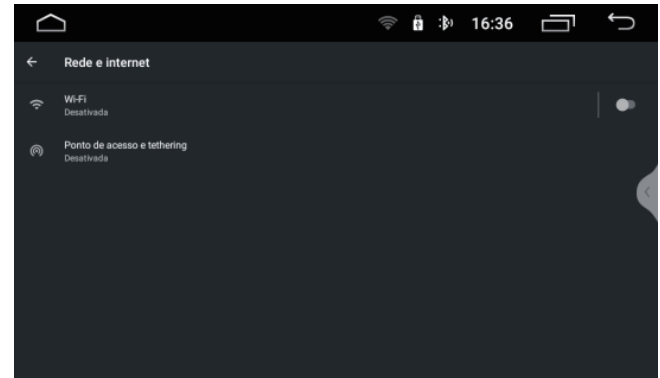 16:36
Rede e internet
Wi-Fi
Desativada
Ponto de acesso e tethering
Desativada